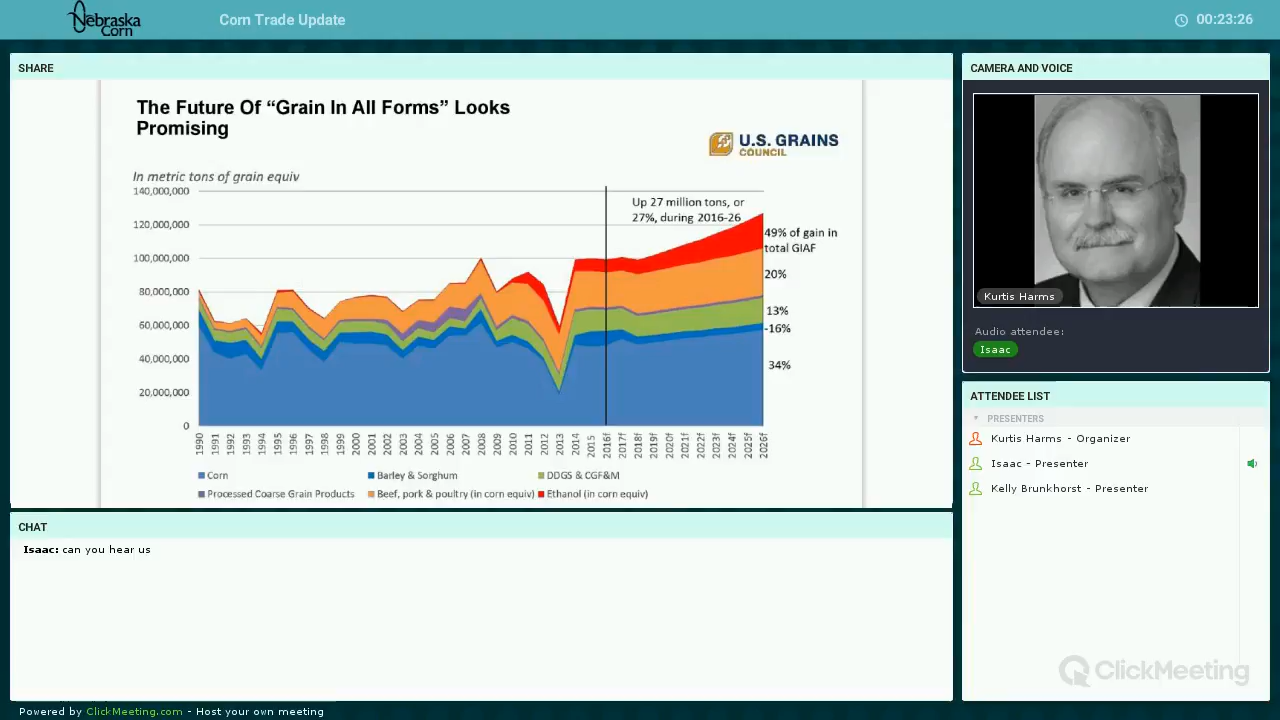 Nebraska
Corn
Corn Trade Update
00:23:26
SHARE
The Future Of “Grain In All Forms” Looks
Promising
U.S. GRAINS
COUNCIL
In metric tons of grain equiv
140,000,000
120,000,000
100,000,000
80,000,000
60,000,000
40,000,000
20,000,000
0
Up 27 million tons, or
27%, during 2016-26
49% of gain in
total GIAF
20%
13%
-16%
34%
1990
1991
1992
1993
1994
1995
1996
1997
1998
1999
2000
2001
2002
2003
2004
2005
2006
2007
2008
2009
2010
2011
2012
2013
2014
2015
2016f
2017f
2018f
2019f
2020f
2021f
2022f
2023f
2024f
2025f
2026f
Corn
Barley & Sorghum
DDGS & CGF&M
Processed Coarse Grain Products
Beef, pork & poultry (in corn equiv)
Ethanol (in corn equiv)
CHAT
Isaac: can you hear us
CAMERA AND VOICE
Kurtis Harms
Audio attendee:
Isaac
ATTENDEE LIST
PRESENTERS
Kurtis Harms - Organizer
Isaac - Presenter
Kelly Brunkhorst - Presenter
ClickMeeting
Powered by ClickMeeting.com - Host your own meeting